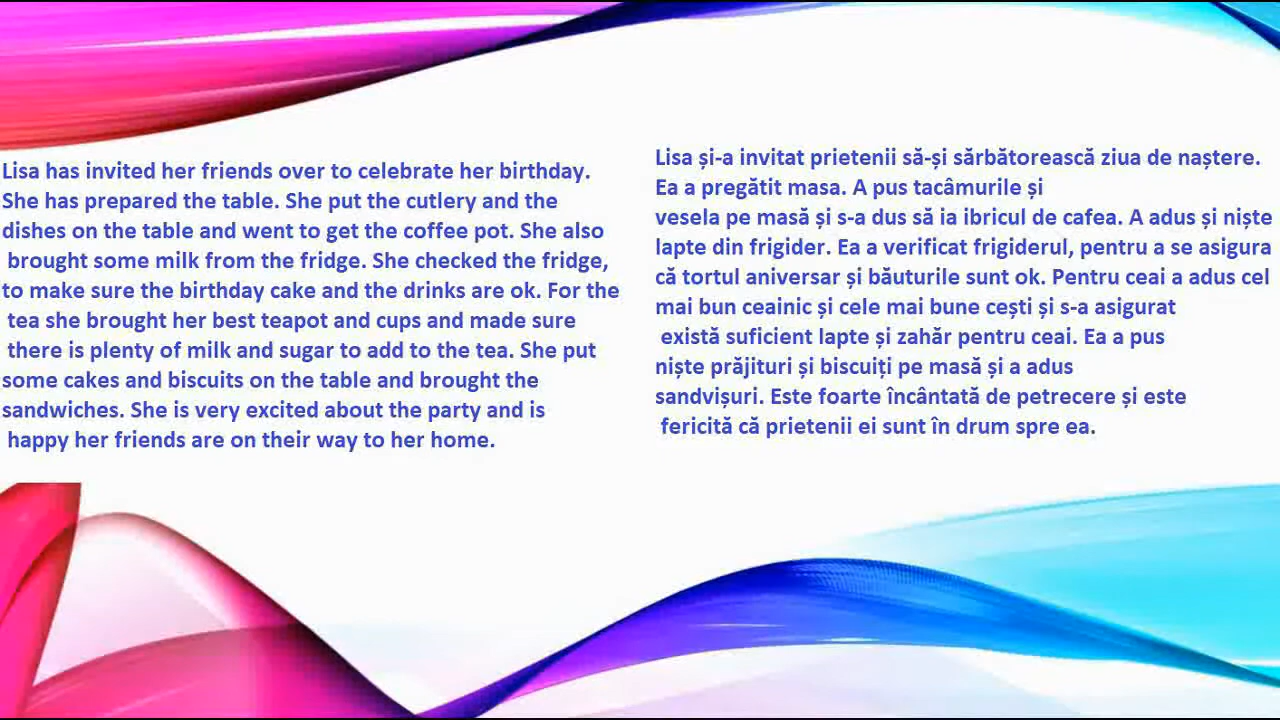 Lisa has invited her friends over to celebrate her birthday.
She has prepared the table. She put the cutlery and the
dishes on the table and went to get the coffee pot. She also
brought some milk from the fridge. She checked the fridge,
to make sure the birthday cake and the drinks are ok. For the
tea she brought her best teapot and cups and made sure
there is plenty of milk and sugar to add to the tea. She put
some cakes and biscuits on the table and brought the
sandwiches. She is very excited about the party and is
happy her friends are on their way to her home.
Lisa și-a invitat prietenii să-și sărbătorească ziua de naștere.
Ea a pregătit masa. A pus tacâmurile și
vesela pe masă și s-a dus să ia ibricul de cafea. A adus și niște
lapte din frigider. Ea a verificat frigiderul, pentru a se asigura
că tortul aniversar și băuturile sunt ok. Pentru ceai a adus cel
mai bun ceainic și cele mai bune cești și s-a asigurat
există suficient lapte și zahăr pentru ceai. Ea a pus
niște prăjituri și biscuiți pe masă și a adus
sandvișuri. Este foarte încântată de petrecere și este
fericită că prietenii ei sunt în drum spre ea.